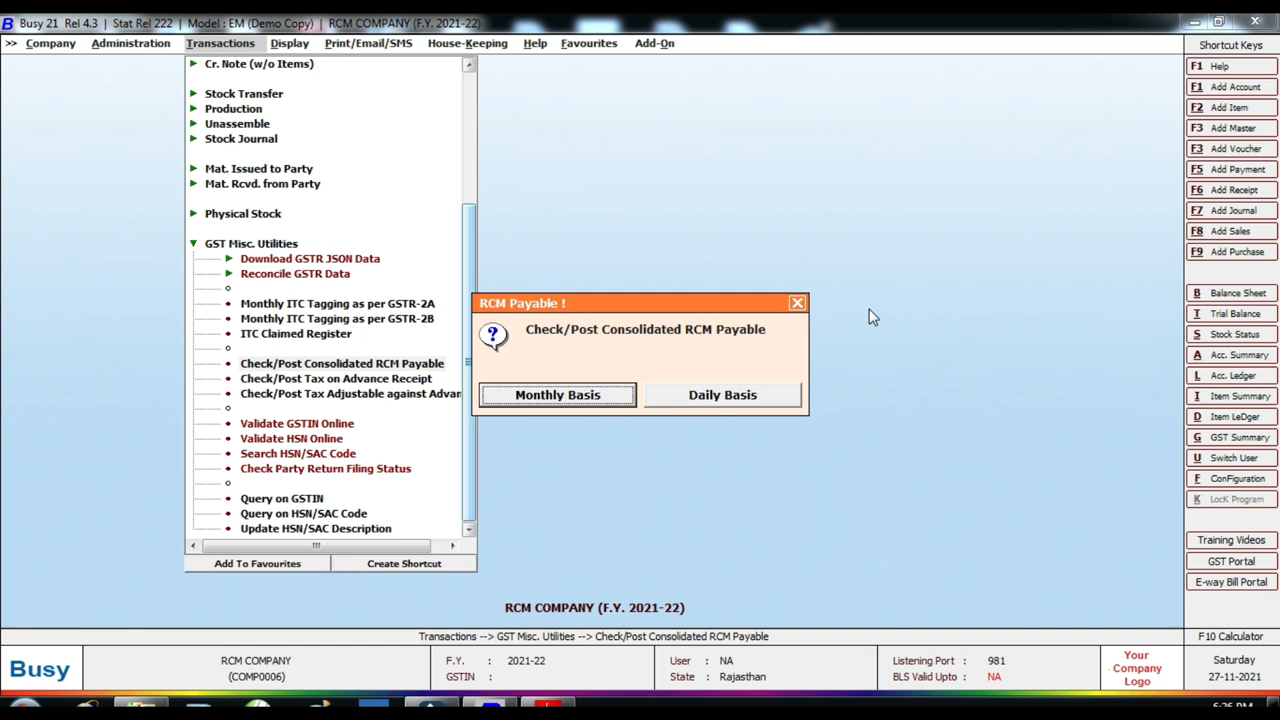 Busy 21 Rel 4.3 | Stat Rel 222 | Model : EM (Demo Copy) | RCM COMPANY (F.Y. 2021-22)
>> Company Administration Transactions Display Print/Email/SMS House-Keeping Help Favourites Add-On
Cr. Note (w/o Items)
Stock Transfer
Production
Unassemble
Stock Journal
Mat. Issued to Party
Mat. Rcvd. from Party
Physical Stock
GST Misc. Utilities
Download GSTR JSON Data
Reconcile GSTR Data
Monthly ITC Tagging as per GSTR-2A
Monthly ITC Tagging as per GSTR-2B
ITC Claimed Register
Check/Post Consolidated RCM Payable
Check/Post Tax on Advance Receipt
Check/Post Tax Adjustable against Advan
Validate GSTIN Online
Validate HSN Online
Search HSN/SAC Code
Check Party Return Filing Status
Query on GSTIN
Query on HSN/SAC Code
Update HSN/SAC Description
Add To Favourites Create Shortcut
RCM Payable !
?
Check/Post Consolidated RCM Payable
Monthly Basis Daily Basis
Shortcut Keys
F1 Help
F1 Add Account
F2 Add Item
F3 Add Master
F3 Add Voucher
F5 Add Payment
F6 Add Receipt
F7 Add Journal
F8 Add Sales
F9 Add Purchase
B Balance Sheet
T Trial Balance
S Stock Status
A Acc. Summary
L Acc. Ledger
I Item Summary
D Item LeDger
G GST Summary
U Switch User
F ConFiguration
K LocK Program
Training Videos
GST Portal
E-way Bill Portal
RCM COMPANY (F.Y. 2021-22)
Transactions --> GST Misc. Utilities --> Check/Post Consolidated RCM Payable
F10 Calculator
Busy
RCM COMPANY
(COMP0006)
F.Y. : 2021-22
GSTIN :
User : NA
State : Rajasthan
Listening Port : 981
BLS Valid Upto : NA
Your
Company
Logo
Saturday
27-11-2021
6:26 PM